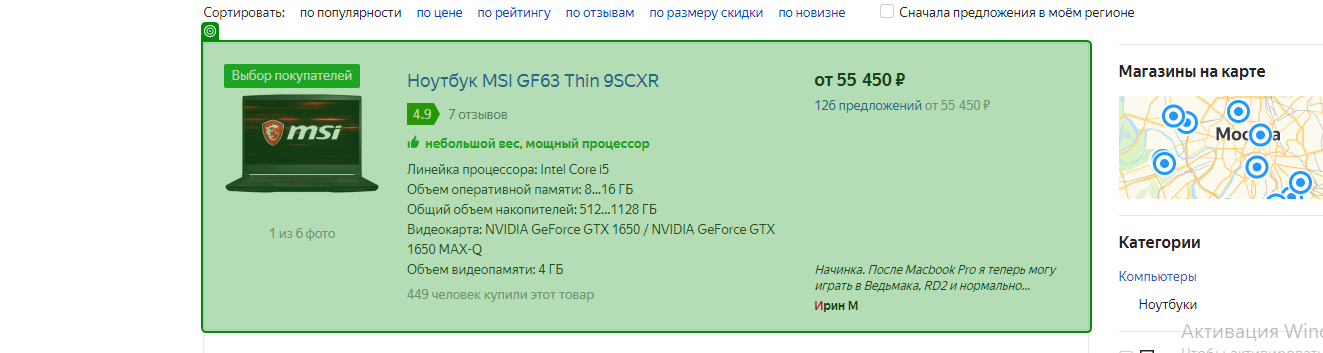 Сортировать: по популярности по цене по рейтингу по отзывам по размеру скидки по новизне Сначала предложения в моём регионе
Выбор покупателей
msi
1 из 6 фото
Ноутбук MSI GF63 Thin 9SCXR
4.9 7 отзывов
небольшой вес, мощный процессор
Линейка процессора: Intel Core i5
Объем оперативной памяти: 8...16 ГБ
Общий объем накопителей: 512...1128 ГБ
Видеокарта: NVIDIA GeForce GTX 1650 / NVIDIA GeForce GTX
1650 MAX-Q
Объем видеопамяти: 4 ГБ
449 человек купили этот товар
от 55 450 ₽
126 предложений от 55 450 ₽
Начинка. После Macbook Pro я теперь могу
играть в Ведьмака, RD2 и нормально...
Ирин М
Магазины на карте
Москва
Категории
Компьютеры
Ноутбуки
Активация Winc